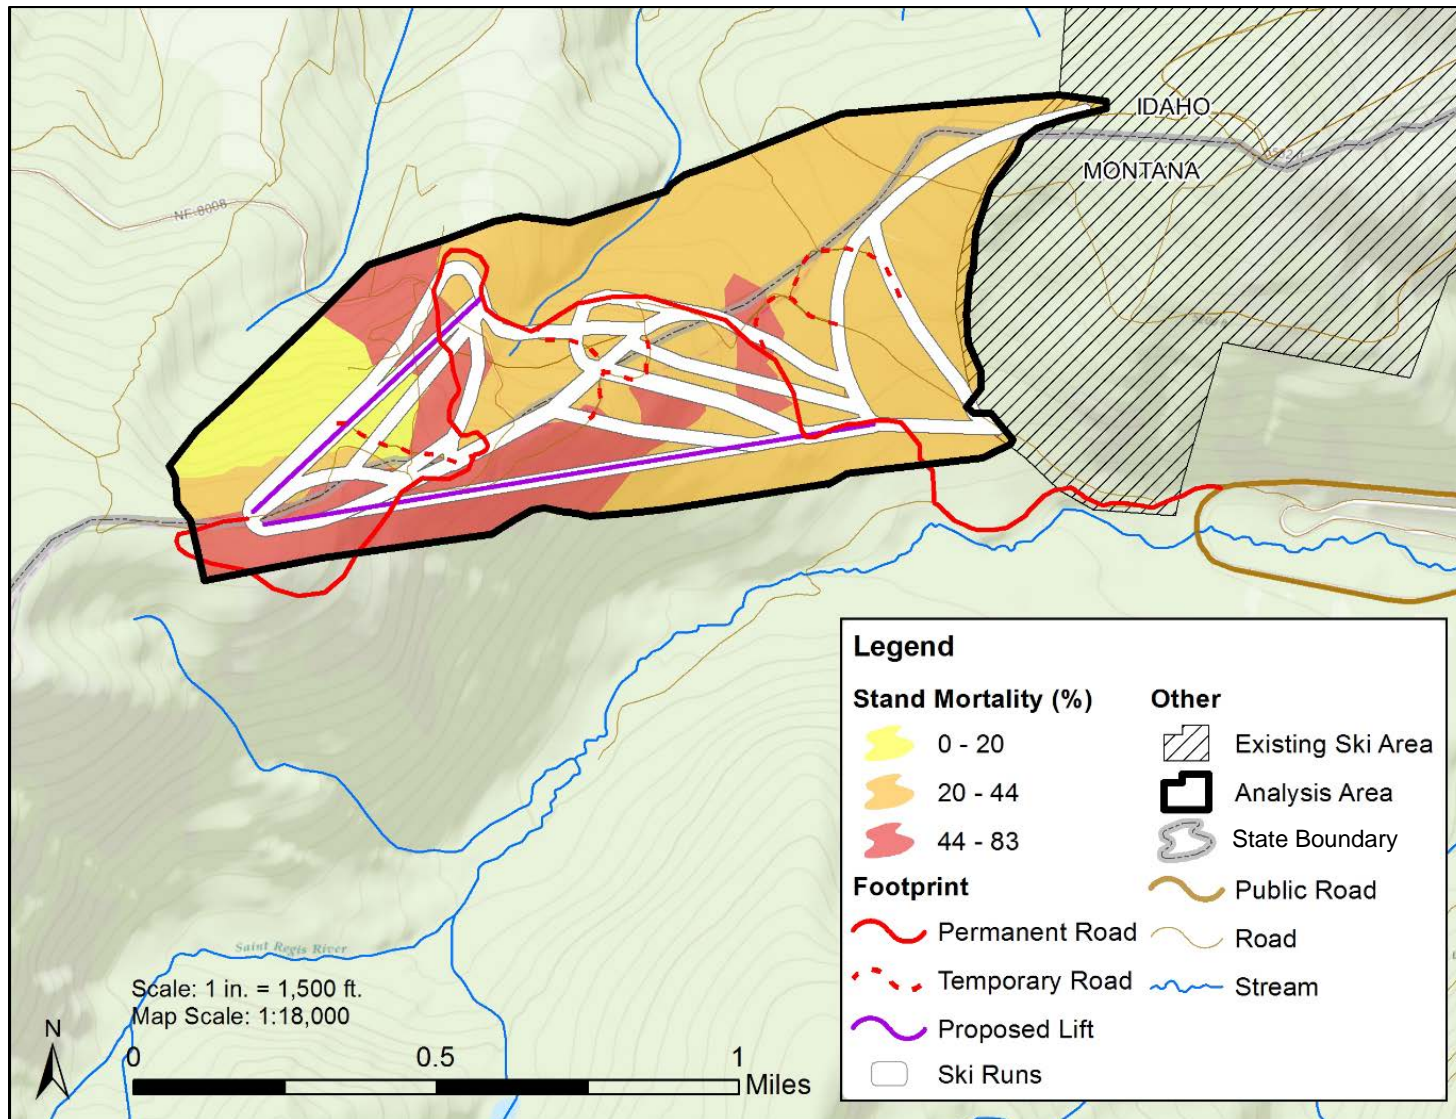 IDAHO
MONTANA
NF-8008
Legend
Stand Mortality (%)
0 - 20
20 - 44
44 - 83
Footprint
Permanent Road
Temporary Road
Proposed Lift
Ski Runs
Other
Existing Ski Area
Analysis Area
State Boundary
Public Road
Road
Stream
Saint Regis River
Scale: 1 in. = 1,500 ft.
Map Scale: 1:18,000
N
0 0.5 1
Miles